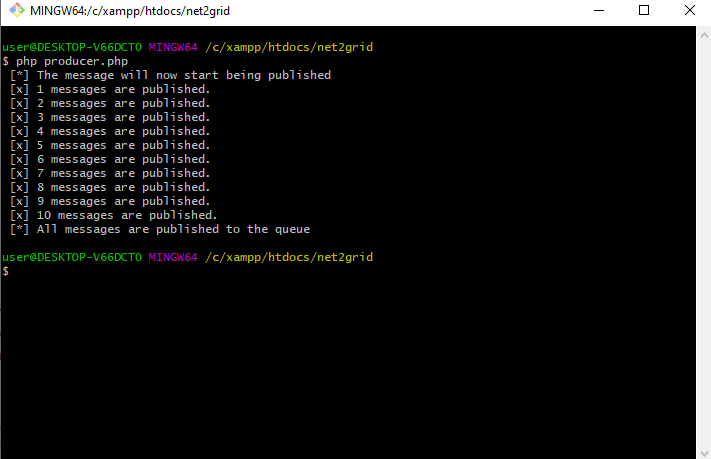 MINGW64:/c/xampp/htdocs/net2grid
user@DESKTOP-V66DCTO MINGW64 /c/xampp/htdocs/net2grid
$ php producer.php
[*] The message will now start being published
[x] 1 messages are published.
[x] 2 messages are published.
[x] 3 messages are published.
[x] 4 messages are published.
[x] 5 messages are published.
[x] 6 messages are published.
[x] 7 messages are published.
[x] 8 messages are published.
[x] 9 messages are published.
[x] 10 messages are published.
[*] All messages are published to the queue
user@DESKTOP-V66DCTO MINGW64 /c/xampp/htdocs/net2grid
$